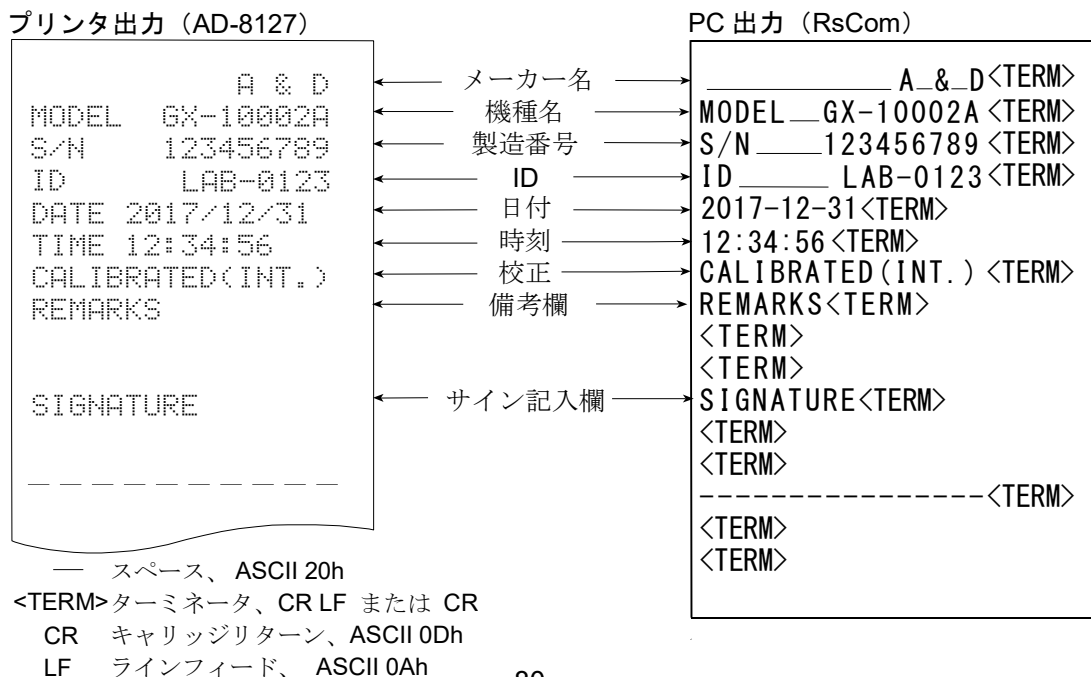 プリンタ出力（AD-8127）
A & D
MODEL GX-10002A
S/N 123456789
ID LAB-0123
DATE 2017/12/31
TIME 12:34:56
CALIBRATED(INT.)
REMARKS
SIGNATURE
メーカー名
機種名
製造番号
ID
日付
時刻
校正
備考欄
サイン記入欄
PC 出力（RsCom）
_____________A_&_D<TERM>
MODEL__GX-10002A<TERM>
S/N____123456789<TERM>
ID______LAB-0123<TERM>
2017-12-31<TERM>
12:34:56<TERM>
CALIBRATED(INT.)<TERM>
REMARKS<TERM>
<TERM>
<TERM>
SIGNATURE<TERM>
<TERM>
<TERM>
----------------<TERM>
<TERM>
<TERM>
― スペース、 ASCII 20h
<TERM>ターミネータ、CR LF または CR
CR キャリッジリターン、ASCII 0Dh
LF ラインフィード、 ASCII 0Ah